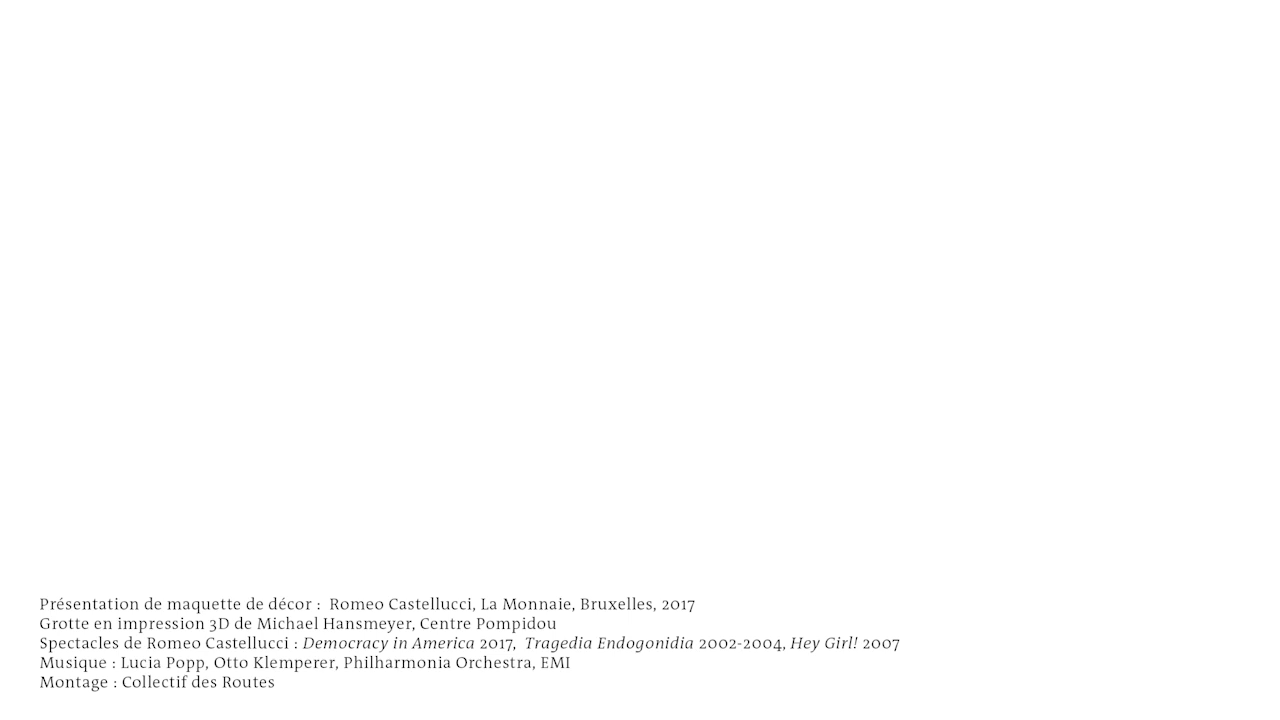 Présentation de maquette de décor :  Romeo Castellucci, La Monnaie, Bruxelles, 2017
Grotte en impression 3D de Michael Hansmeyer, Centre Pompidou
Spectacles de Romeo Castellucci : Democracy in America 2017,  Tragedia Endogonidia 2002-2004, Hey Girl! 2007
Musique : Lucia Popp, Otto Klemperer, Philharmonia Orchestra, EMI
Montage : Collectif des Routes